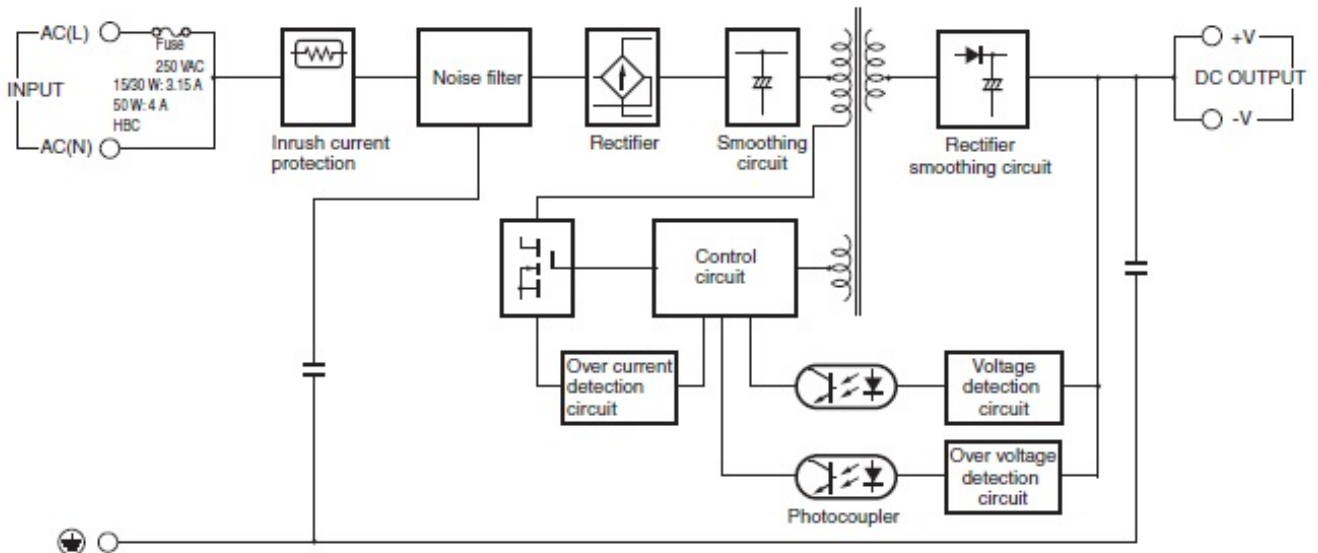 AC(L)
Fuse
250 VAC
15/30 W: 3.15 A
50 W: 4 A
HBC
INPUT
AC(N)
Inrush current
protection
Noise filter
Rectifier
Smoothing
circuit
Rectifier
smoothing circuit
+V
DC OUTPUT
-V
Control
circuit
Over current
detection
circuit
Voltage
detection
circuit
Over voltage
detection
circuit
Photocoupler